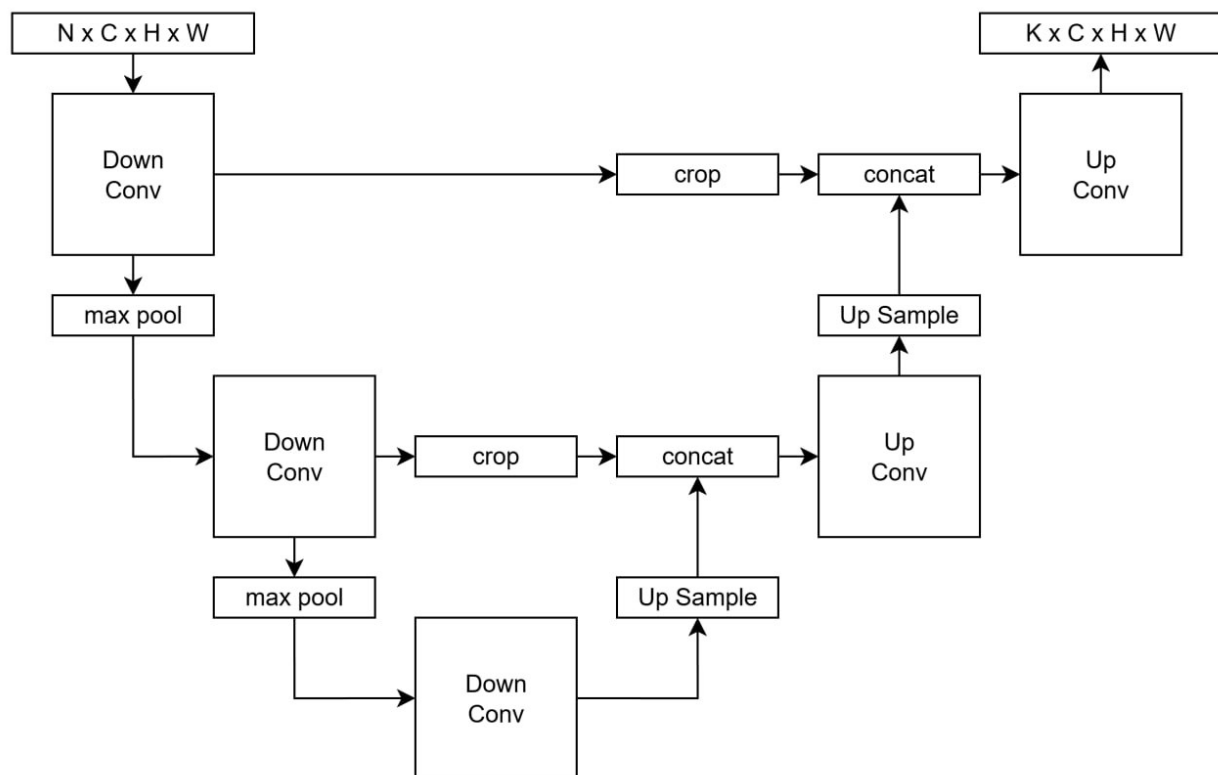 N x C x H x W
K x C x H x W
Down
Conv
crop
concat
Up
Conv
max pool
Up Sample
Down
Conv
crop
concat
Up
Conv
max pool
Up Sample
Down
Conv